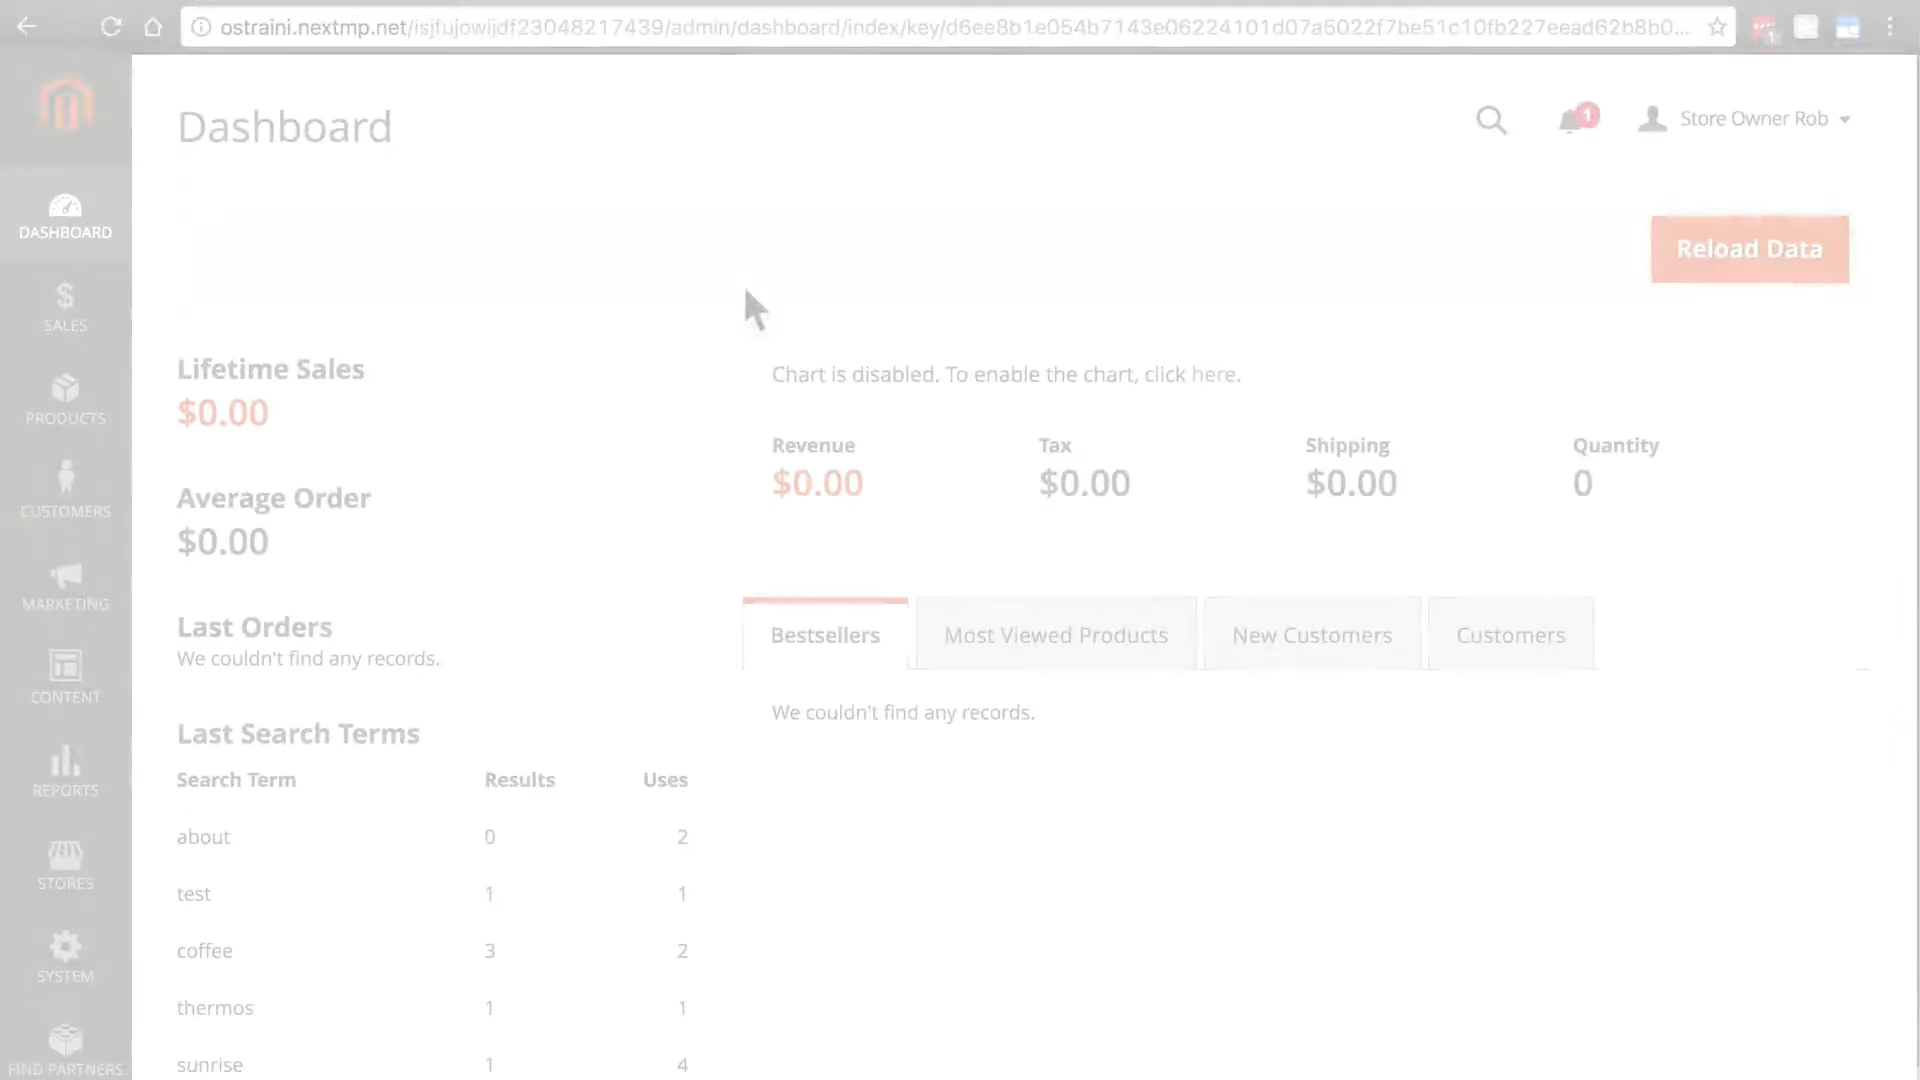 ostraini.nextmp.net/isjfujowijdf23048217439/admin/dashboard/index/key/d6ee8b1e054b7143e06224101d07a5022f7be51c10fb227eead62b8b0...
1
Dashboard
1
Store Owner Rob
DASHBOARD
Reload Data
$
SALES
Lifetime Sales
$0.00
Chart is disabled. To enable the chart, click here.
PRODUCTS
Revenue
Tax
Shipping
Quantity
$0.00
$0.00
$0.00
0
CUSTOMERS
Average Order
$0.00
MARKETING
Last Orders
We couldn't find any records.
Bestsellers
Most Viewed Products
New Customers
Customers
CONTENT
We couldn't find any records.
Last Search Terms
Search Term Results Uses
REPORTS
about 0 2
STORES
test 1 1
coffee 3 2
SYSTEM
thermos 1 1
sunrise 1 4
FIND PARTNERS